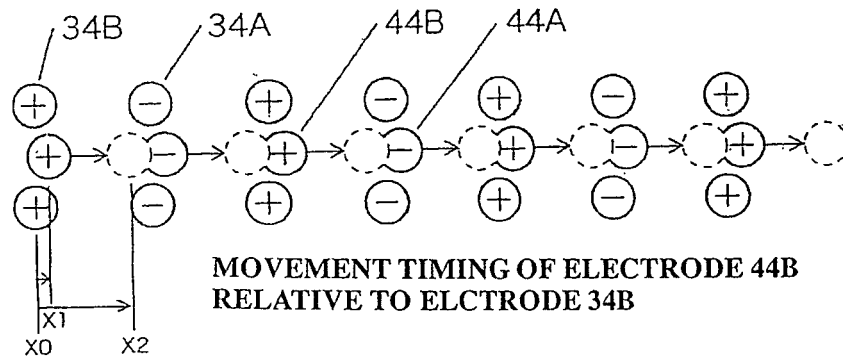 34B 34A 44B 44A
+ − + − + − +
+ − + − + − +
+ − + − + − +
MOVEMENT TIMING OF ELECTRODE 44B
RELATIVE TO ELCTRODE 34B
X1
X0 X2